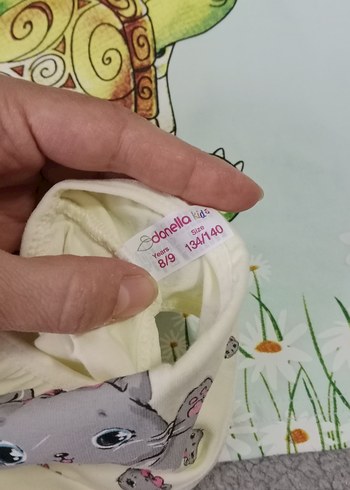 donella kids
Years Size
8/9 134/140